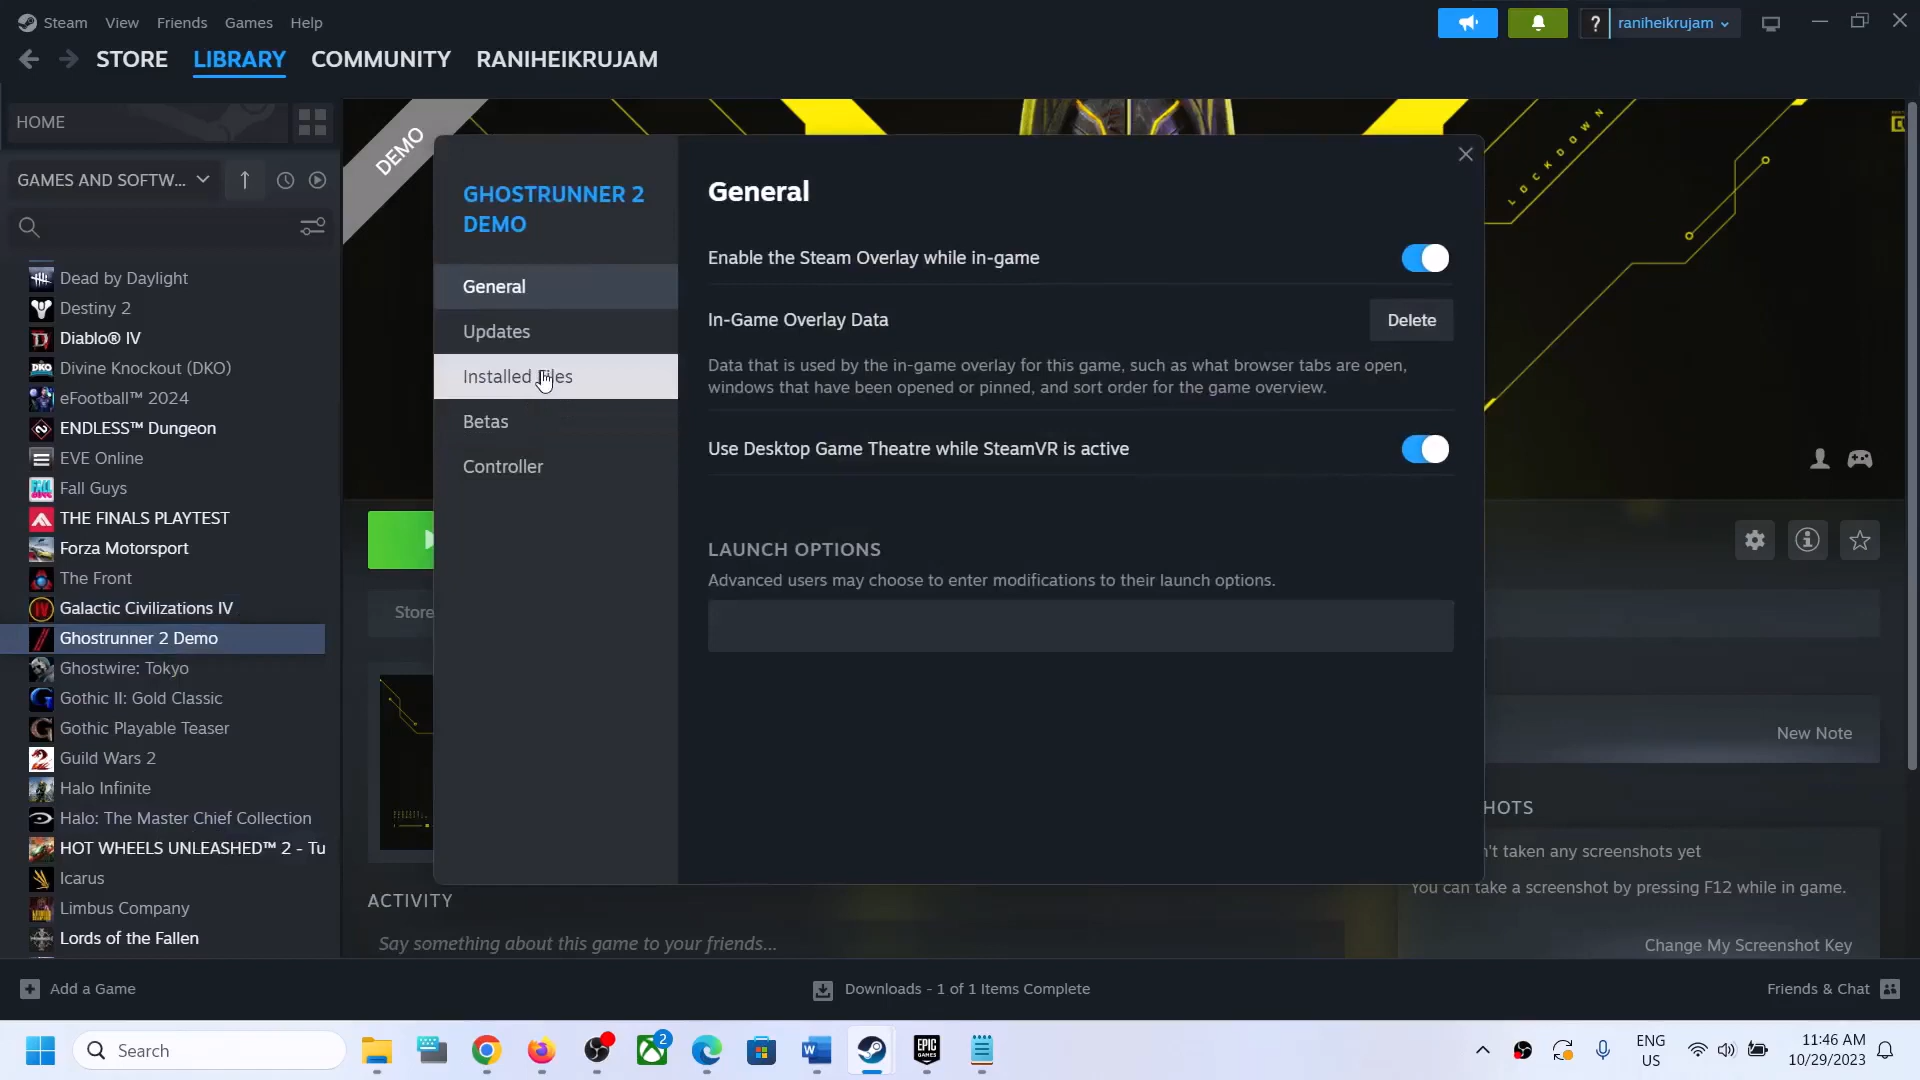 Steam View Friends Games Help
? raniheikrujam
STORE LIBRARY COMMUNITY RANIHEIKRUJAM
HOME
GAMES AND SOFTW...
Dead by Daylight
Destiny 2
Diablo® IV
Divine Knockout (DKO)
eFootball™ 2024
ENDLESS™ Dungeon
EVE Online
Fall Guys
THE FINALS PLAYTEST
Forza Motorsport
The Front
Galactic Civilizations IV
Ghostrunner 2 Demo
Ghostwire: Tokyo
Gothic II: Gold Classic
Gothic Playable Teaser
Guild Wars 2
Halo Infinite
Halo: The Master Chief Collection
HOT WHEELS UNLEASHED™ 2 - Tu
Icarus
Limbus Company
Lords of the Fallen
DEMO
LOCKDOWN
GHOSTRUNNER 2
DEMO
General
Updates
Installed Files
Betas
Controller
General
Enable the Steam Overlay while in-game
In-Game Overlay Data
Delete
Data that is used by the in-game overlay for this game, such as what browser tabs are open,
windows that have been opened or pinned, and sort order for the game overview.
Use Desktop Game Theatre while SteamVR is active
LAUNCH OPTIONS
Advanced users may choose to enter modifications to their launch options.
Store
New Note
HOTS
n't taken any screenshots yet
You can take a screenshot by pressing F12 while in game.
Change My Screenshot Key
ACTIVITY
Say something about this game to your friends...
Add a Game
Downloads - 1 of 1 Items Complete
Friends & Chat
Search
2
EPIC
GAMES
ENG
US
11:46 AM
10/29/2023